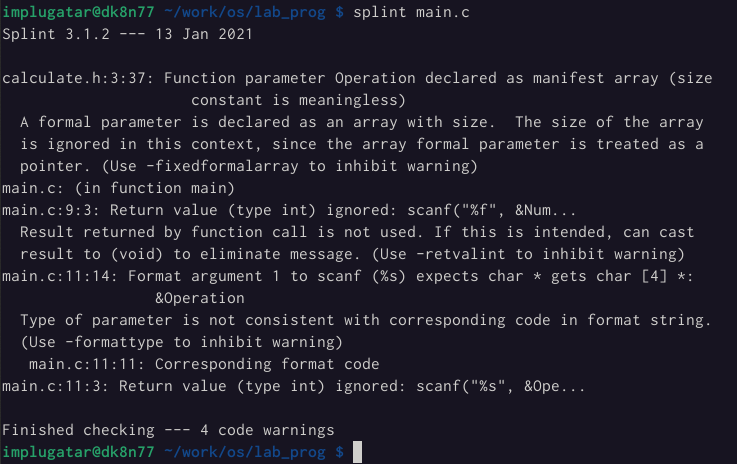 implugatar@dk8n77 ~/work/os/lab_prog $ splint main.c
Splint 3.1.2 --- 13 Jan 2021

calculate.h:3:37: Function parameter Operation declared as manifest array (size
                     constant is meaningless)
  A formal parameter is declared as an array with size.  The size of the array
  is ignored in this context, since the array formal parameter is treated as a
  pointer. (Use -fixedformalarray to inhibit warning)
main.c: (in function main)
main.c:9:3: Return value (type int) ignored: scanf("%f", &Num...
  Result returned by function call is not used. If this is intended, can cast
  result to (void) to eliminate message. (Use -retvalint to inhibit warning)
main.c:11:14: Format argument 1 to scanf (%s) expects char * gets char [4] *:
                 &Operation
  Type of parameter is not consistent with corresponding code in format string.
  (Use -formattype to inhibit warning)
   main.c:11:11: Corresponding format code
main.c:11:3: Return value (type int) ignored: scanf("%s", &Ope...

Finished checking --- 4 code warnings
implugatar@dk8n77 ~/work/os/lab_prog $